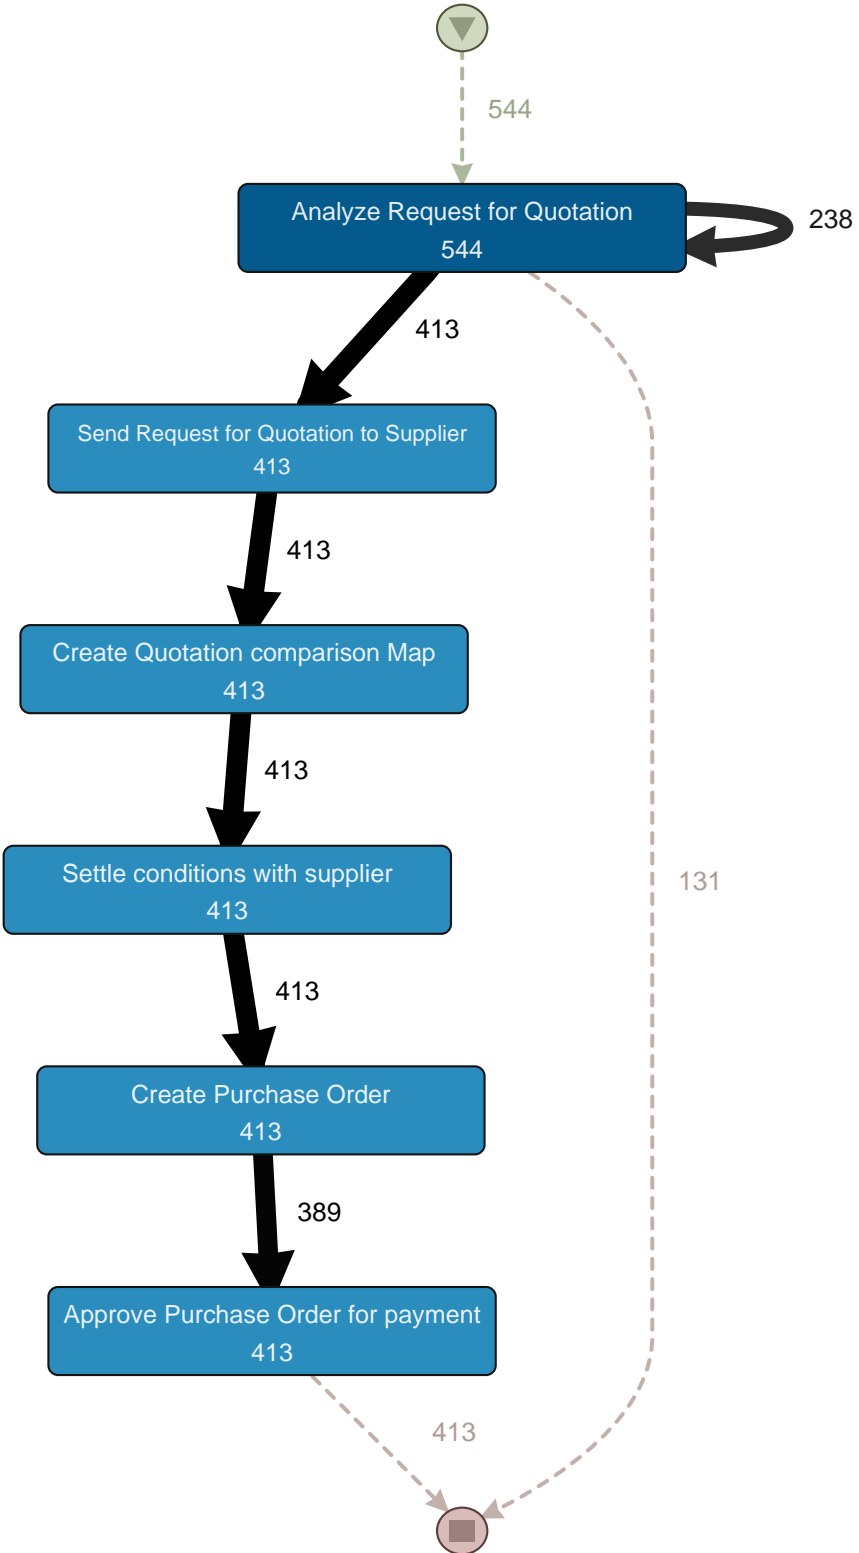 544
Analyze Request for Quotation
544
238
413
Send Request for Quotation to Supplier
413
413
Create Quotation comparison Map
413
413
Settle conditions with supplier
413
131
413
Create Purchase Order
413
389
Approve Purchase Order for payment
413
413